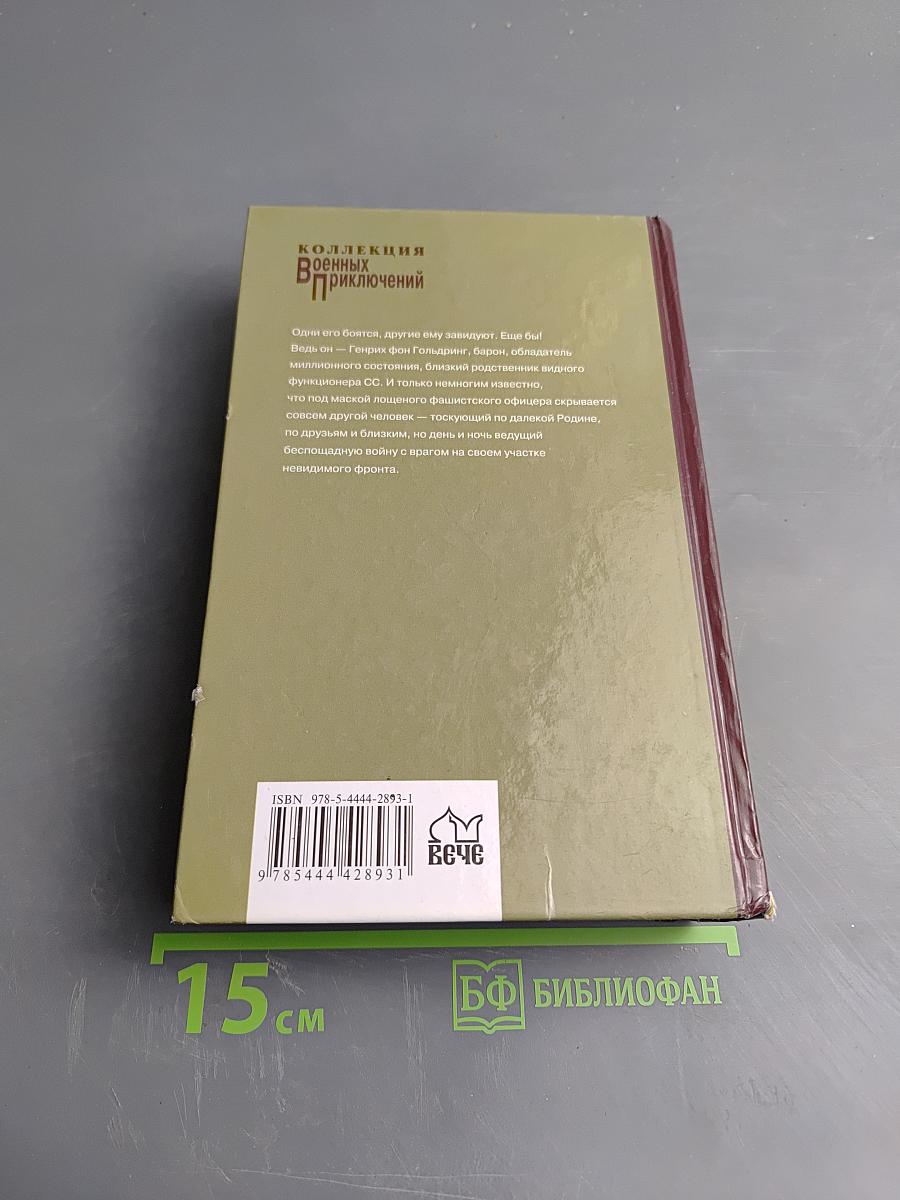 КОЛЛЕКЦИЯ
Военных
Приключений
Одни его боятся, другие ему завидуют. Еще бы!
Ведь он — Генрих фон Гольдринг, барон, обладатель
миллионного состояния, близкий родственник видного
функционера СС. И только немногим известно,
что под маской лощеного фашистского офицера скрывается
совсем другой человек — тоскующий по далекой Родине,
по друзьям и близким, но день и ночь ведущий
беспощадную войну с врагом на своем участке
невидимого фронта.
ISBN 978-5-4444-2893-1
9 785444 428931
ВЕЧЕ
15 см
БФ БИБЛИОФАН